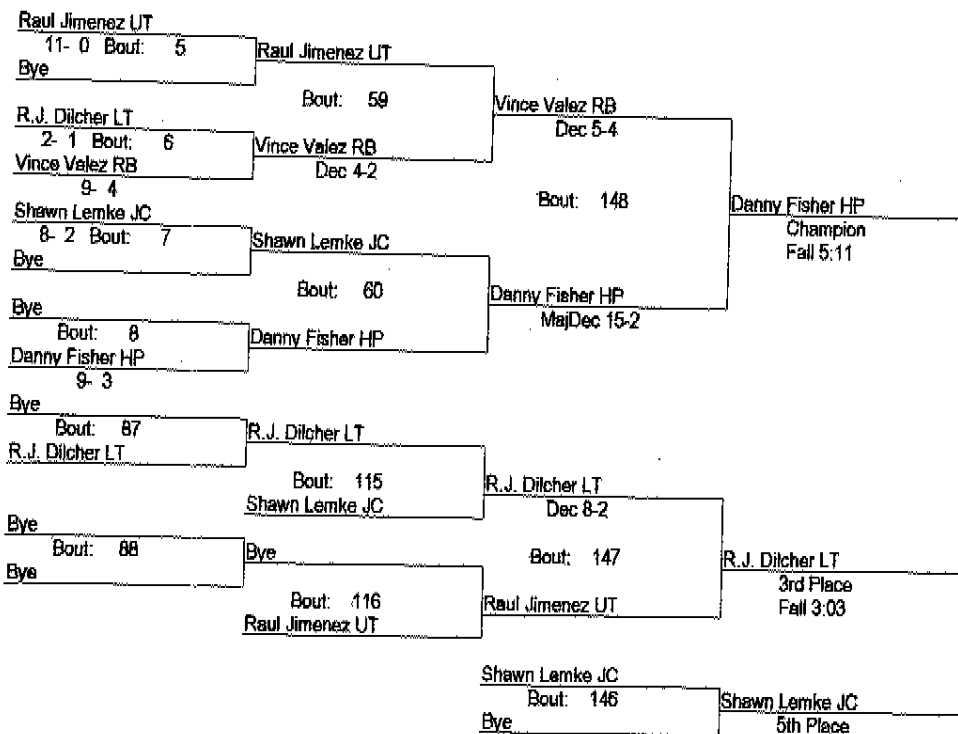 Raul Jimenez UT
11- 0 Bout: 5
Raul Jimenez UT
Bye
Bout: 59
Vince Valez RB
Dec 5-4
R.J. Dilcher LT
2- 1 Bout: 6
Vince Valez RB
Dec 4-2
Vince Valez RB
9- 4
Bout: 148
Danny Fisher HP
Champion
Fall 5:11
Shawn Lemke JC
8- 2 Bout: 7
Shawn Lemke JC
Bye
Bout: 60
Danny Fisher HP
MajDec 15-2
Bye
Bout: 8
Danny Fisher HP
Danny Fisher HP
9- 3
Bye
Bout: 87
R.J. Dilcher LT
R.J. Dilcher LT
Bout: 115
R.J. Dilcher LT
Dec 8-2
Shawn Lemke JC
Bye
Bout: 88
Bye
Bye
Bout: 147
R.J. Dilcher LT
3rd Place
Fall 3:03
Bout: 116
Raul Jimenez UT
Raul Jimenez UT
Shawn Lemke JC
Bout: 146
Shawn Lemke JC
5th Place
Bye